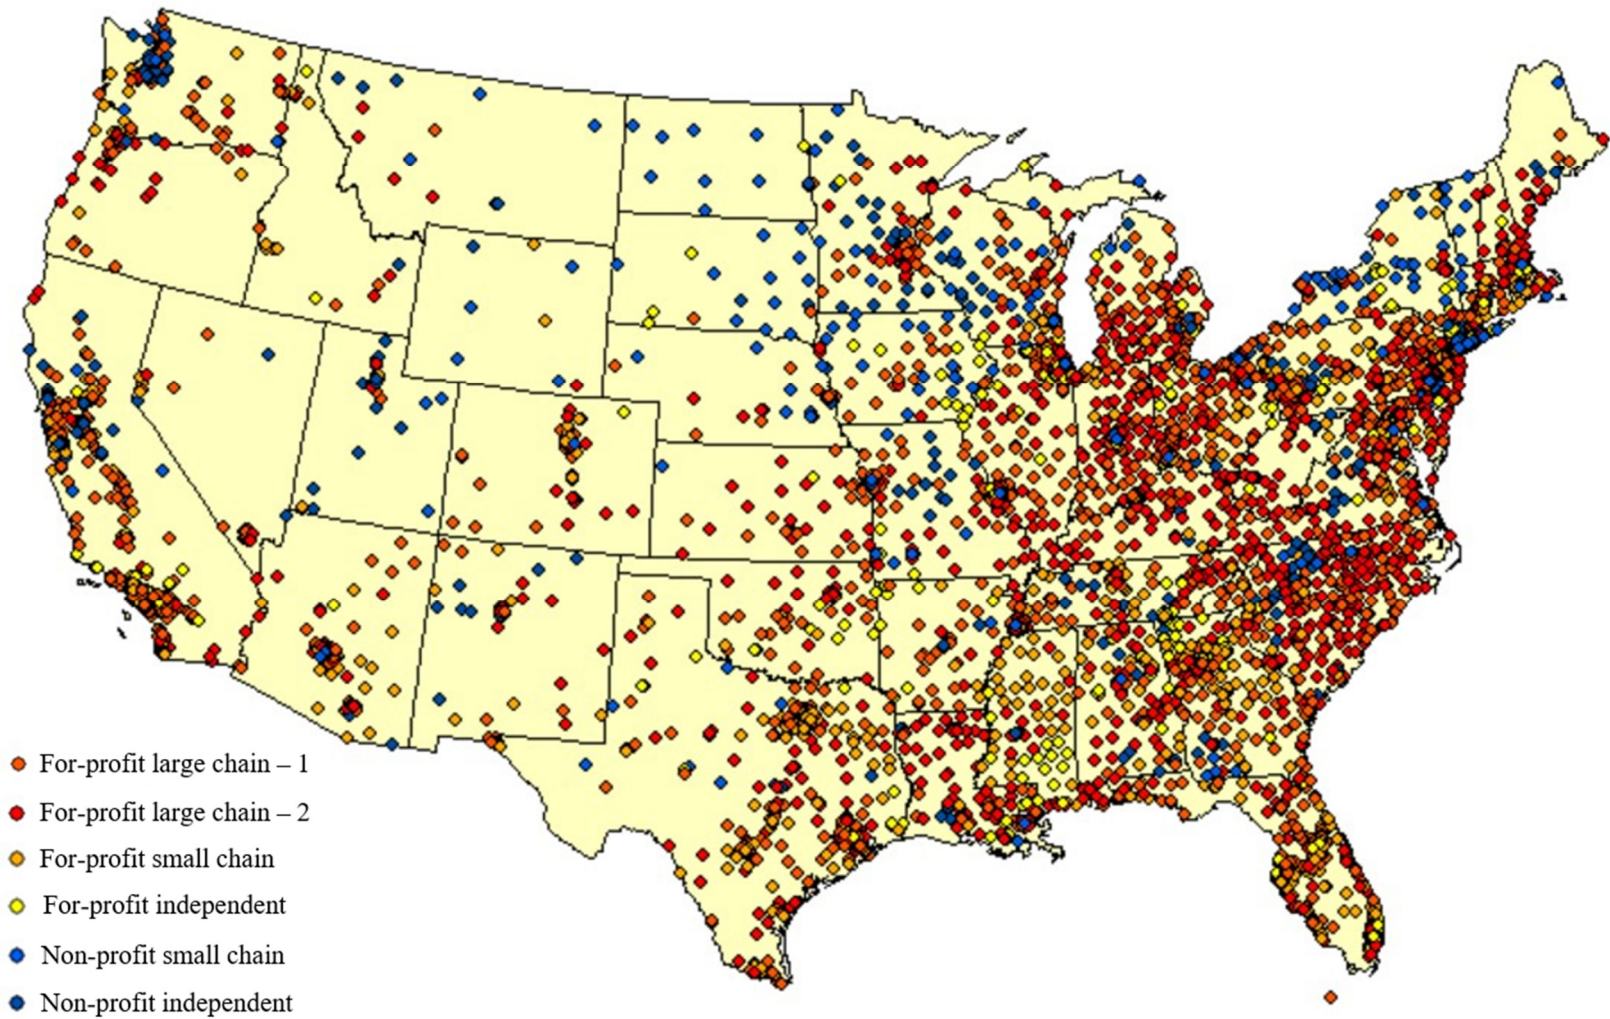 For-profit large chain – 1
For-profit large chain – 2
For-profit small chain
For-profit independent
Non-profit small chain
Non-profit independent